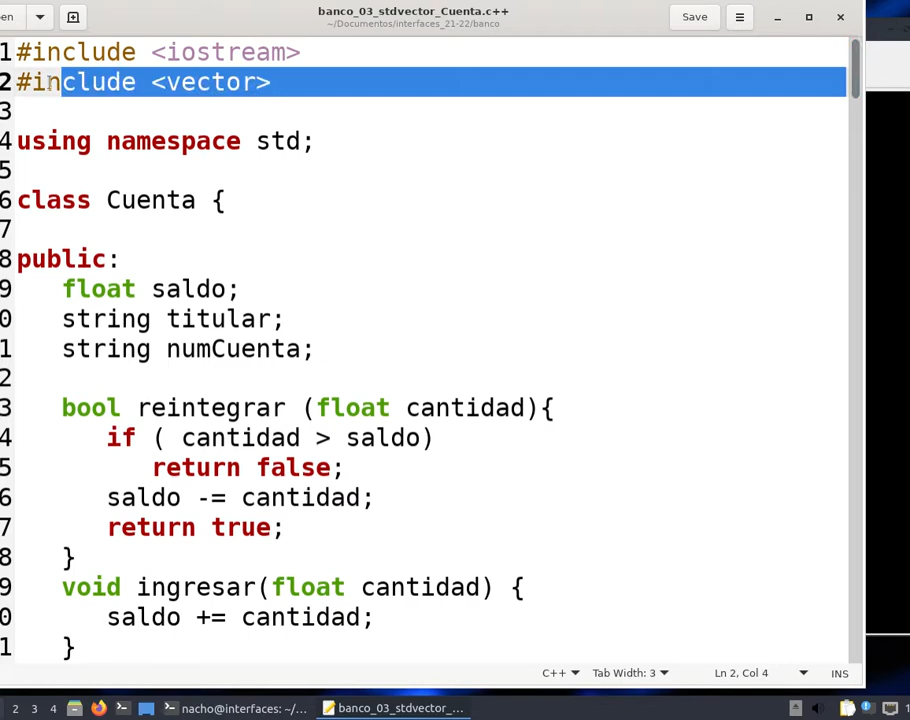 pen
banco_03_stdvector_Cuenta.c++
~/Documentos/interfaces_21-22/banco
Save
1 #include <iostream>
2 #include <vector>
3
4 using namespace std;
5
6 class Cuenta {
7
8 public:
9    float saldo;
0    string titular;
1    string numCuenta;
2
3    bool reintegrar (float cantidad){
4       if ( cantidad > saldo)
5          return false;
6       saldo -= cantidad;
7       return true;
8    }
9    void ingresar(float cantidad) {
0       saldo += cantidad;
1    }
C++ Tab Width: 3 Ln 2, Col 4 INS
2 3 4 nacho@interfaces: ~/... banco_03_stdvector_... 1